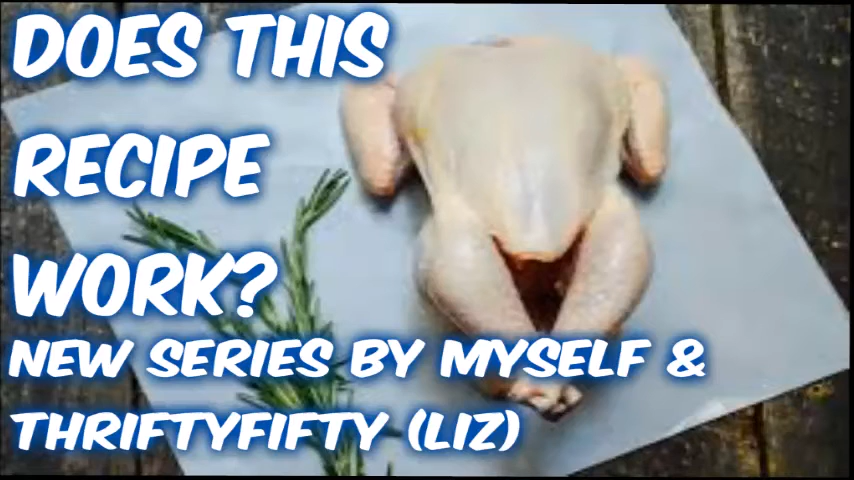 DOES THIS
RECIPE
WORK?
NEW SERIES BY MYSELF &
THRIFTYFIFTY (LIZ)